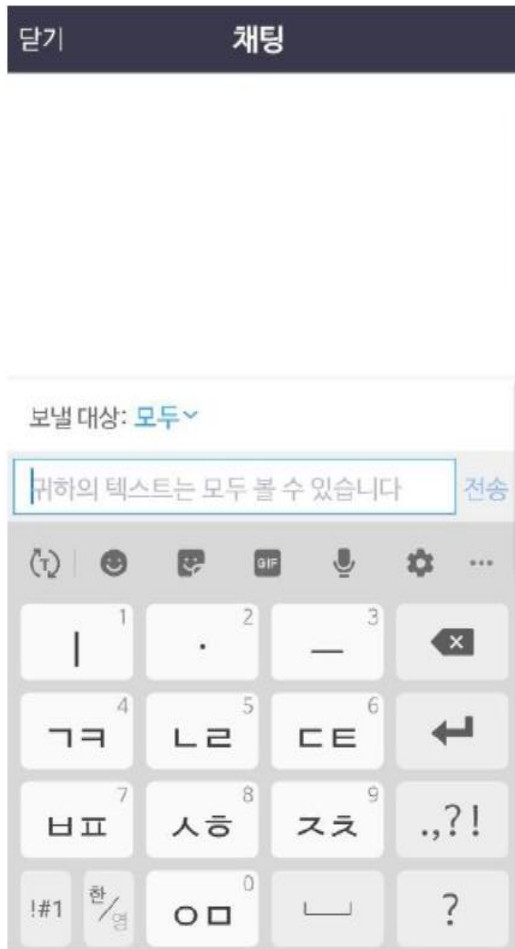 닫기 채팅
보낼 대상: 모두
귀하의 텍스트는 모두 볼 수 있습니다 전송
T GIF
ㅣ 1 · 2 ㅡ 3
ㄱㅋ 4 ㄴㄹ 5 ㄷㅌ 6
ㅂㅍ 7 ㅅㅎ 8 ㅈㅊ 9 .,?!
!#1 한/영 ㅇㅁ 0 ?